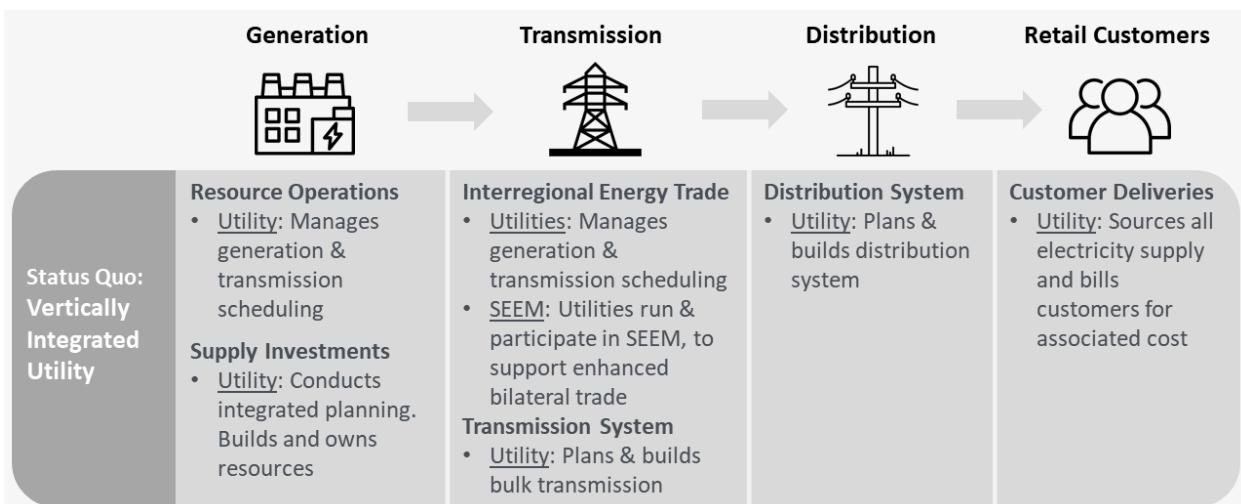 Generation
Transmission
Distribution
Retail Customers
Status Quo:
Vertically
Integrated
Utility
Resource Operations
• Utility: Manages
generation &
transmission
scheduling
Supply Investments
• Utility: Conducts
integrated planning.
Builds and owns
resources
Interregional Energy Trade
• Utilities: Manages
generation &
transmission scheduling
• SEEM: Utilities run &
participate in SEEM, to
support enhanced
bilateral trade
Transmission System
• Utility: Plans & builds
bulk transmission
Distribution System
• Utility: Plans &
builds distribution
system
Customer Deliveries
• Utility: Sources all
electricity supply
and bills
customers for
associated cost